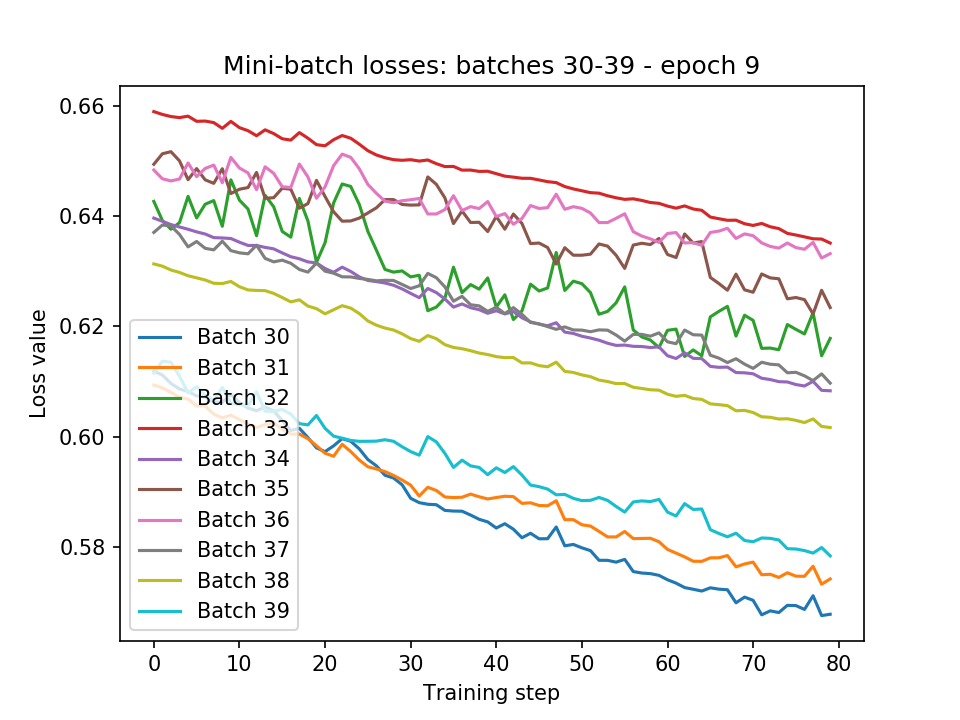 Mini-batch losses: batches 30-39 - epoch 9
Loss value
0.66
0.64
0.62
0.60
0.58
Batch 30
Batch 31
Batch 32
Batch 33
Batch 34
Batch 35
Batch 36
Batch 37
Batch 38
Batch 39
0 10 20 30 40 50 60 70 80
Training step